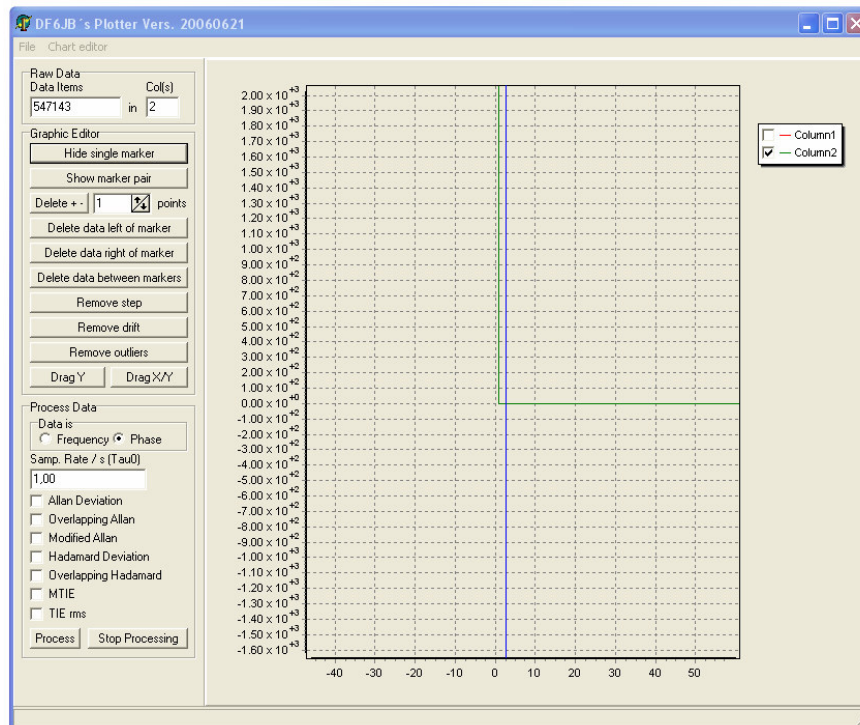 DF6JB´s Plotter Vers. 20060621
File Chart editor
Raw Data
Data Items Col(s)
547143 in 2
Graphic Editor
Hide single marker
Show marker pair
Delete + - 1 points
Delete data left of marker
Delete data right of marker
Delete data between markers
Remove step
Remove drift
Remove outliers
Drag Y Drag X/Y
Process Data
Data is
Frequency Phase
Samp. Rate / s (Tau0)
1,00
Allan Deviation
Overlapping Allan
Modified Allan
Hadamard Deviation
Overlapping Hadamard
MTIE
TIE rms
Process Stop Processing
2.00 x 10+3
1.90 x 10+3
1.80 x 10+3
1.70 x 10+3
1.60 x 10+3
1.50 x 10+3
1.40 x 10+3
1.30 x 10+3
1.20 x 10+3
1.10 x 10+3
1.00 x 10+3
9.00 x 10+2
8.00 x 10+2
7.00 x 10+2
6.00 x 10+2
5.00 x 10+2
4.00 x 10+2
3.00 x 10+2
2.00 x 10+2
1.00 x 10+2
0.00 x 10+0
-1.00 x 10+2
-2.00 x 10+2
-3.00 x 10+2
-4.00 x 10+2
-5.00 x 10+2
-6.00 x 10+2
-7.00 x 10+2
-8.00 x 10+2
-9.00 x 10+2
-1.00 x 10+3
-1.10 x 10+3
-1.20 x 10+3
-1.30 x 10+3
-1.40 x 10+3
-1.50 x 10+3
-1.60 x 10+3
-40 -30 -20 -10 0 10 20 30 40 50
Column1
Column2